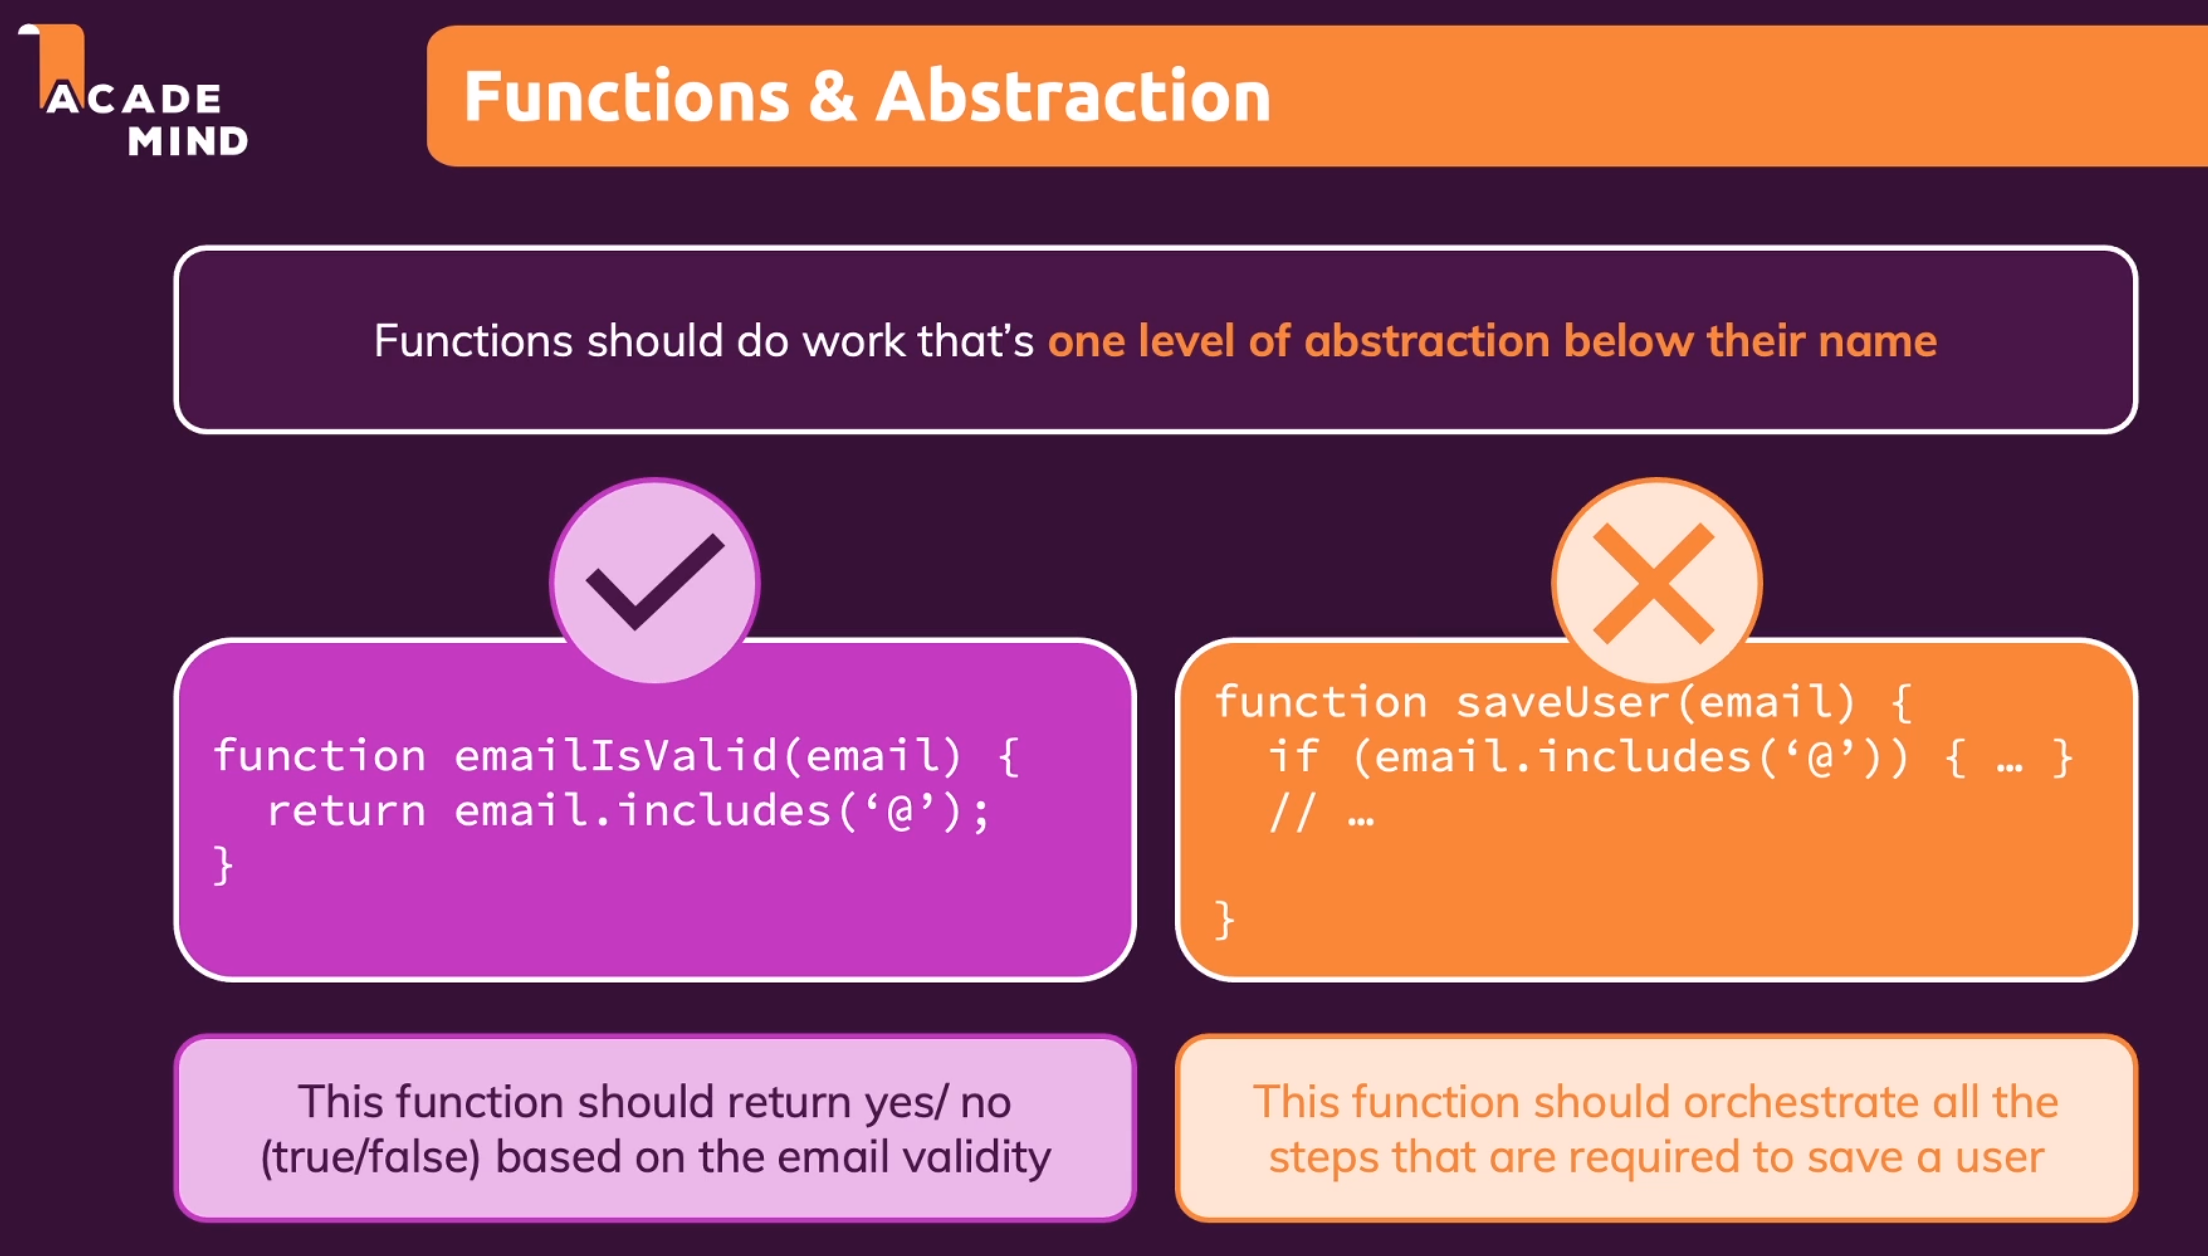 ACADE
MIND
Functions & Abstraction
Functions should do work that’s one level of abstraction below their name
function emailIsValid(email) {
  return email.includes(‘@’);
}
function saveUser(email) {
  if (email.includes(‘@’)) { … }
  // …
}
This function should return yes/ no
(true/false) based on the email validity
This function should orchestrate all the
steps that are required to save a user